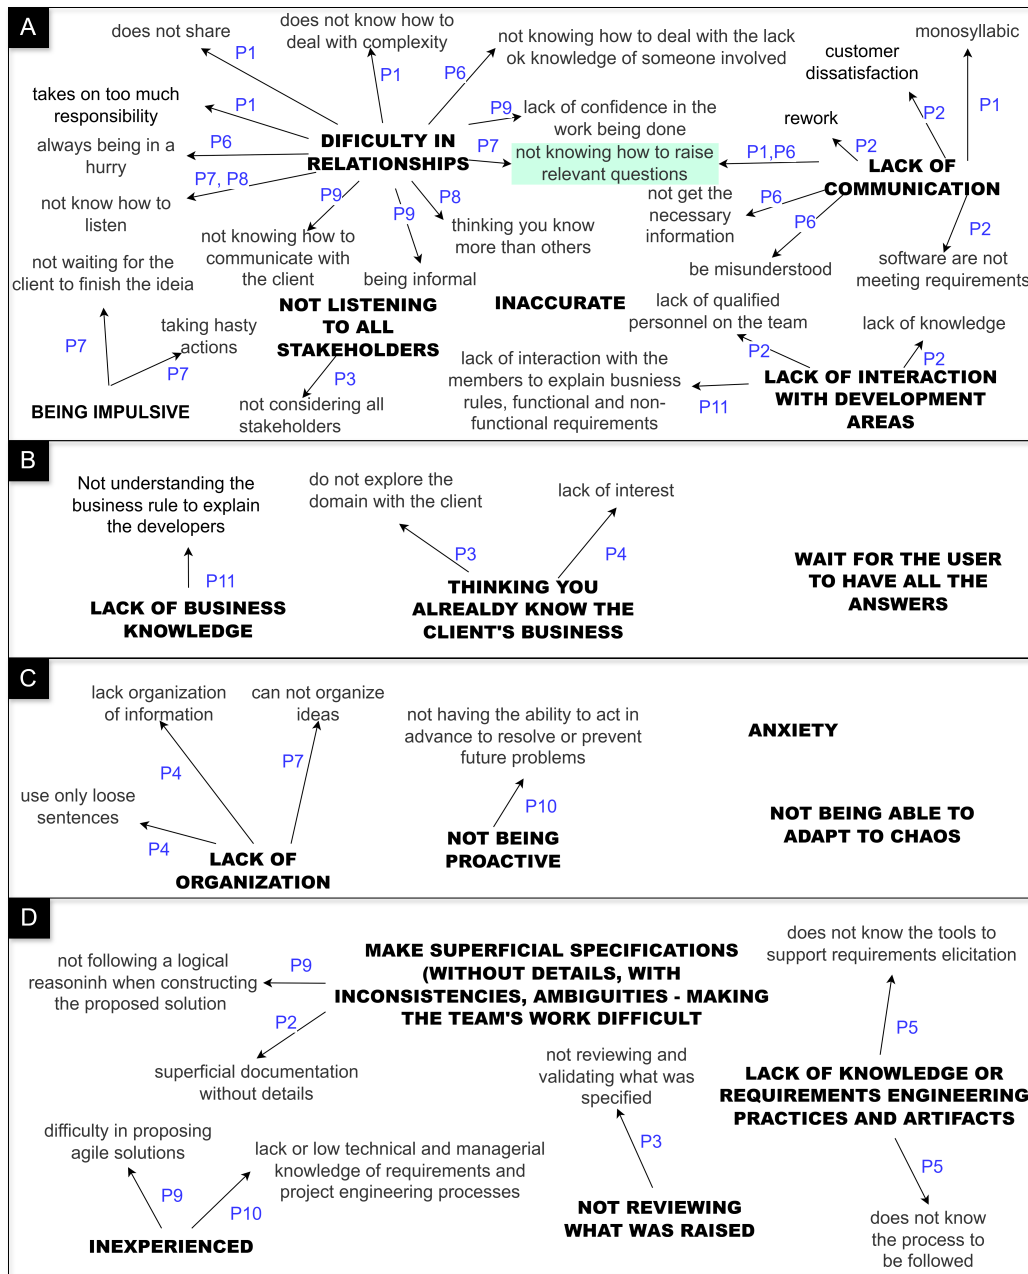 A
does not share
does not know how to
deal with complexity
not knowing how to deal with the lack
ok knowledge of someone involved
monosyllabic
customer
dissatisfaction
P1
P1
P6
takes on too much
responsibility
P1
P9
lack of confidence in the
work being done
rework
P2
P1
always being in a
hurry
P6
DIFICULTY IN
RELATIONSHIPS
P7
not knowing how to raise
relevant questions
P1,P6
P2
LACK OF
COMMUNICATION
P7, P8
not know how to
listen
P9
P9
P8
not get the
necessary
information
P6
P6
P2
not knowing how to
communicate with
the client
thinking you know
more than others
being informal
be misunderstood
software are not
meeting requirements
not waiting for the
client to finish the ideia
NOT LISTENING
TO ALL
STAKEHOLDERS
INACCURATE
lack of qualified
personnel on the team
lack of knowledge
taking hasty
actions
P7
P7
P3
P2
P2
lack of interaction with the
members to explain busniess
rules, functional and non-
functional requirements
P11
LACK OF INTERACTION
WITH DEVELOPMENT
AREAS
BEING IMPULSIVE
not considering all
stakeholders
B
Not understanding the
business rule to explain
the developers
do not explore the
domain with the client
lack of interest
P11
P3
P4
LACK OF BUSINESS
KNOWLEDGE
THINKING YOU
ALREALDY KNOW THE
CLIENT'S BUSINESS
WAIT FOR THE USER
TO HAVE ALL THE
ANSWERS
C
lack organization
of information
can not organize
ideas
not having the ability to act in
advance to resolve or prevent
future problems
ANXIETY
P4
P7
use only loose
sentences
P4
P10
LACK OF
ORGANIZATION
NOT BEING
PROACTIVE
NOT BEING ABLE TO
ADAPT TO CHAOS
D
not following a logical
reasoninh when constructing
the proposed solution
P9
MAKE SUPERFICIAL SPECIFICATIONS
(WITHOUT DETAILS, WITH
INCONSISTENCIES, AMBIGUITIES - MAKING
THE TEAM'S WORK DIFFICULT
does not know the tools to
support requirements elicitation
P2
P5
superficial documentation
without details
not reviewing and
validating what was
specified
LACK OF KNOWLEDGE OR
REQUIREMENTS ENGINEERING
PRACTICES AND ARTIFACTS
difficulty in proposing
agile solutions
lack or low technical and managerial
knowledge of requirements and
project engineering processes
P3
P5
P9
P10
INEXPERIENCED
NOT REVIEWING
WHAT WAS RAISED
does not know
the process to
be followed